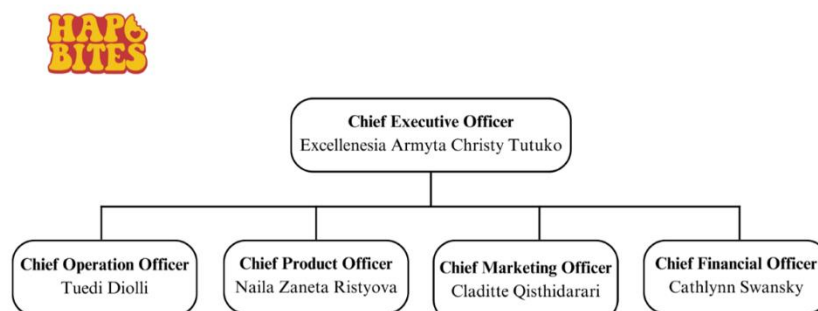 HAPÓ
BITES
Chief Executive Officer
Excellenesia Armyta Christy Tutuko
Chief Operation Officer
Tuedi Diolli
Chief Product Officer
Naila Zaneta Ristyova
Chief Marketing Officer
Claditte Qisthidarari
Chief Financial Officer
Cathlynn Swansky